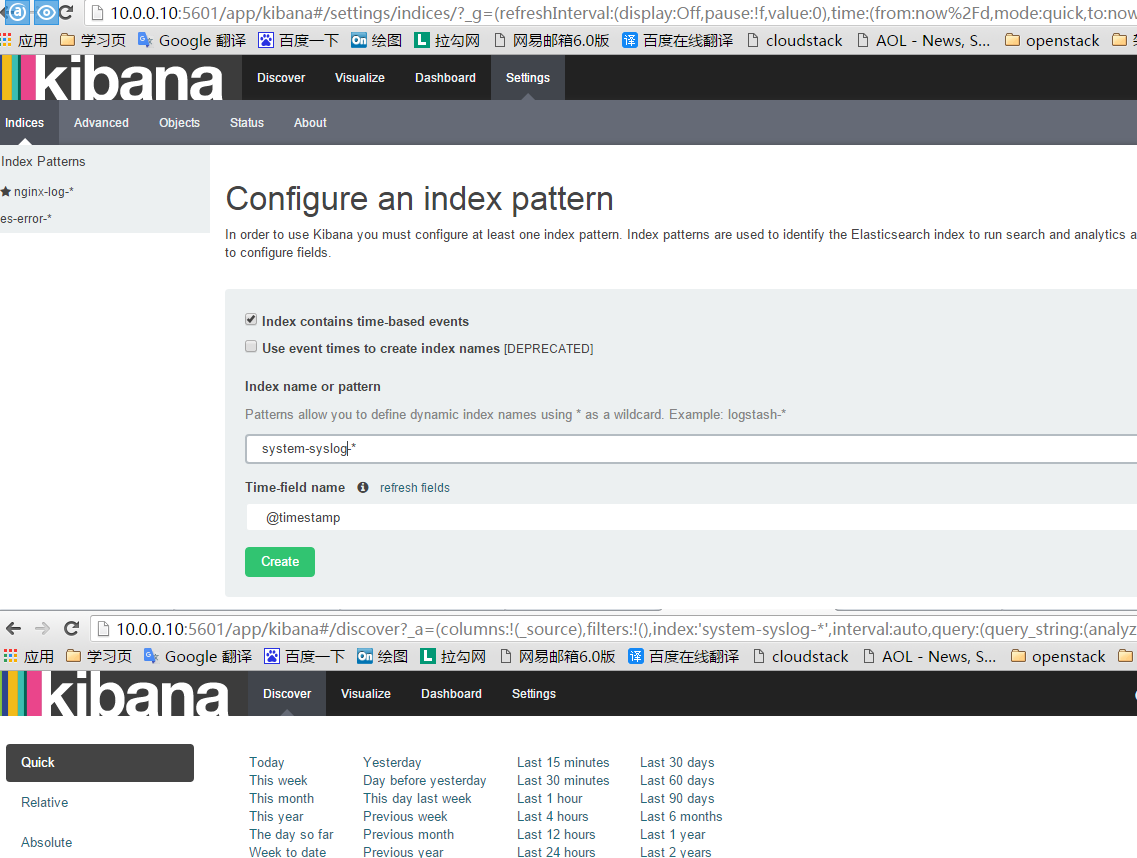 10.0.0.10:5601/app/kibana#/settings/indices/?_g=(refreshInterval:(display:Off,pause:!f,value:0),time:(from:now%2Fd,mode:quick,to:now
应用 学习页 Google 翻译 百度一下 On 绘图 L 拉勾网 网易邮箱6.0版 译 百度在线翻译 cloudstack AOL - News, S... openstack
kibana Discover Visualize Dashboard Settings
Indices Advanced Objects Status About
Index Patterns
nginx-log-*
es-error-*
Configure an index pattern
In order to use Kibana you must configure at least one index pattern. Index patterns are used to identify the Elasticsearch index to run search and analytics a
to configure fields.
Index contains time-based events
Use event times to create index names [DEPRECATED]
Index name or pattern
Patterns allow you to define dynamic index names using * as a wildcard. Example: logstash-*
system-syslog-*
Time-field name refresh fields
@timestamp
Create
10.0.0.10:5601/app/kibana#/discover?_a=(columns:!(_source),filters:!(),index:'system-syslog-*',interval:auto,query:(query_string:(analyz
应用 学习页 Google 翻译 百度一下 On 绘图 L 拉勾网 网易邮箱6.0版 译 百度在线翻译 cloudstack AOL - News, S... openstack
kibana Discover Visualize Dashboard Settings
Quick
Relative
Absolute
Today Yesterday Last 15 minutes Last 30 days
This week Day before yesterday Last 30 minutes Last 60 days
This month This day last week Last 1 hour Last 90 days
This year Previous week Last 4 hours Last 6 months
The day so far Previous month Last 12 hours Last 1 year
Week to date Previous year Last 24 hours Last 2 years